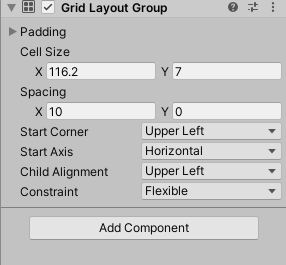 Grid Layout Group
Padding
Cell Size
X 116.2 Y 7
Spacing
X 10 Y 0
Start Corner Upper Left
Start Axis Horizontal
Child Alignment Upper Left
Constraint Flexible
Add Component